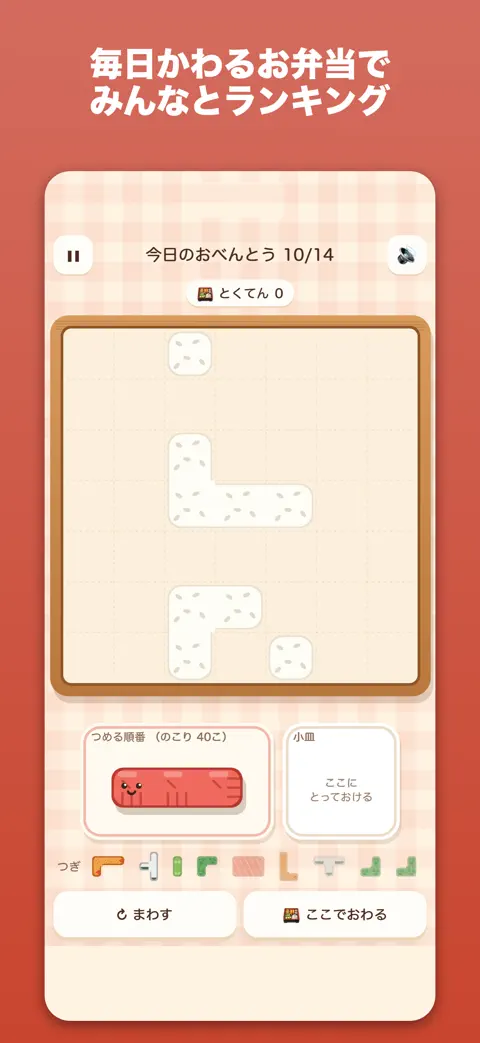 毎日かわるお弁当で
みんなとランキング
今日のおべんとう 10/14
とくてん 0
つめる順番 (のこり 40こ)
小皿
ここに
とっておける
つぎ
まわす
ここでおわる